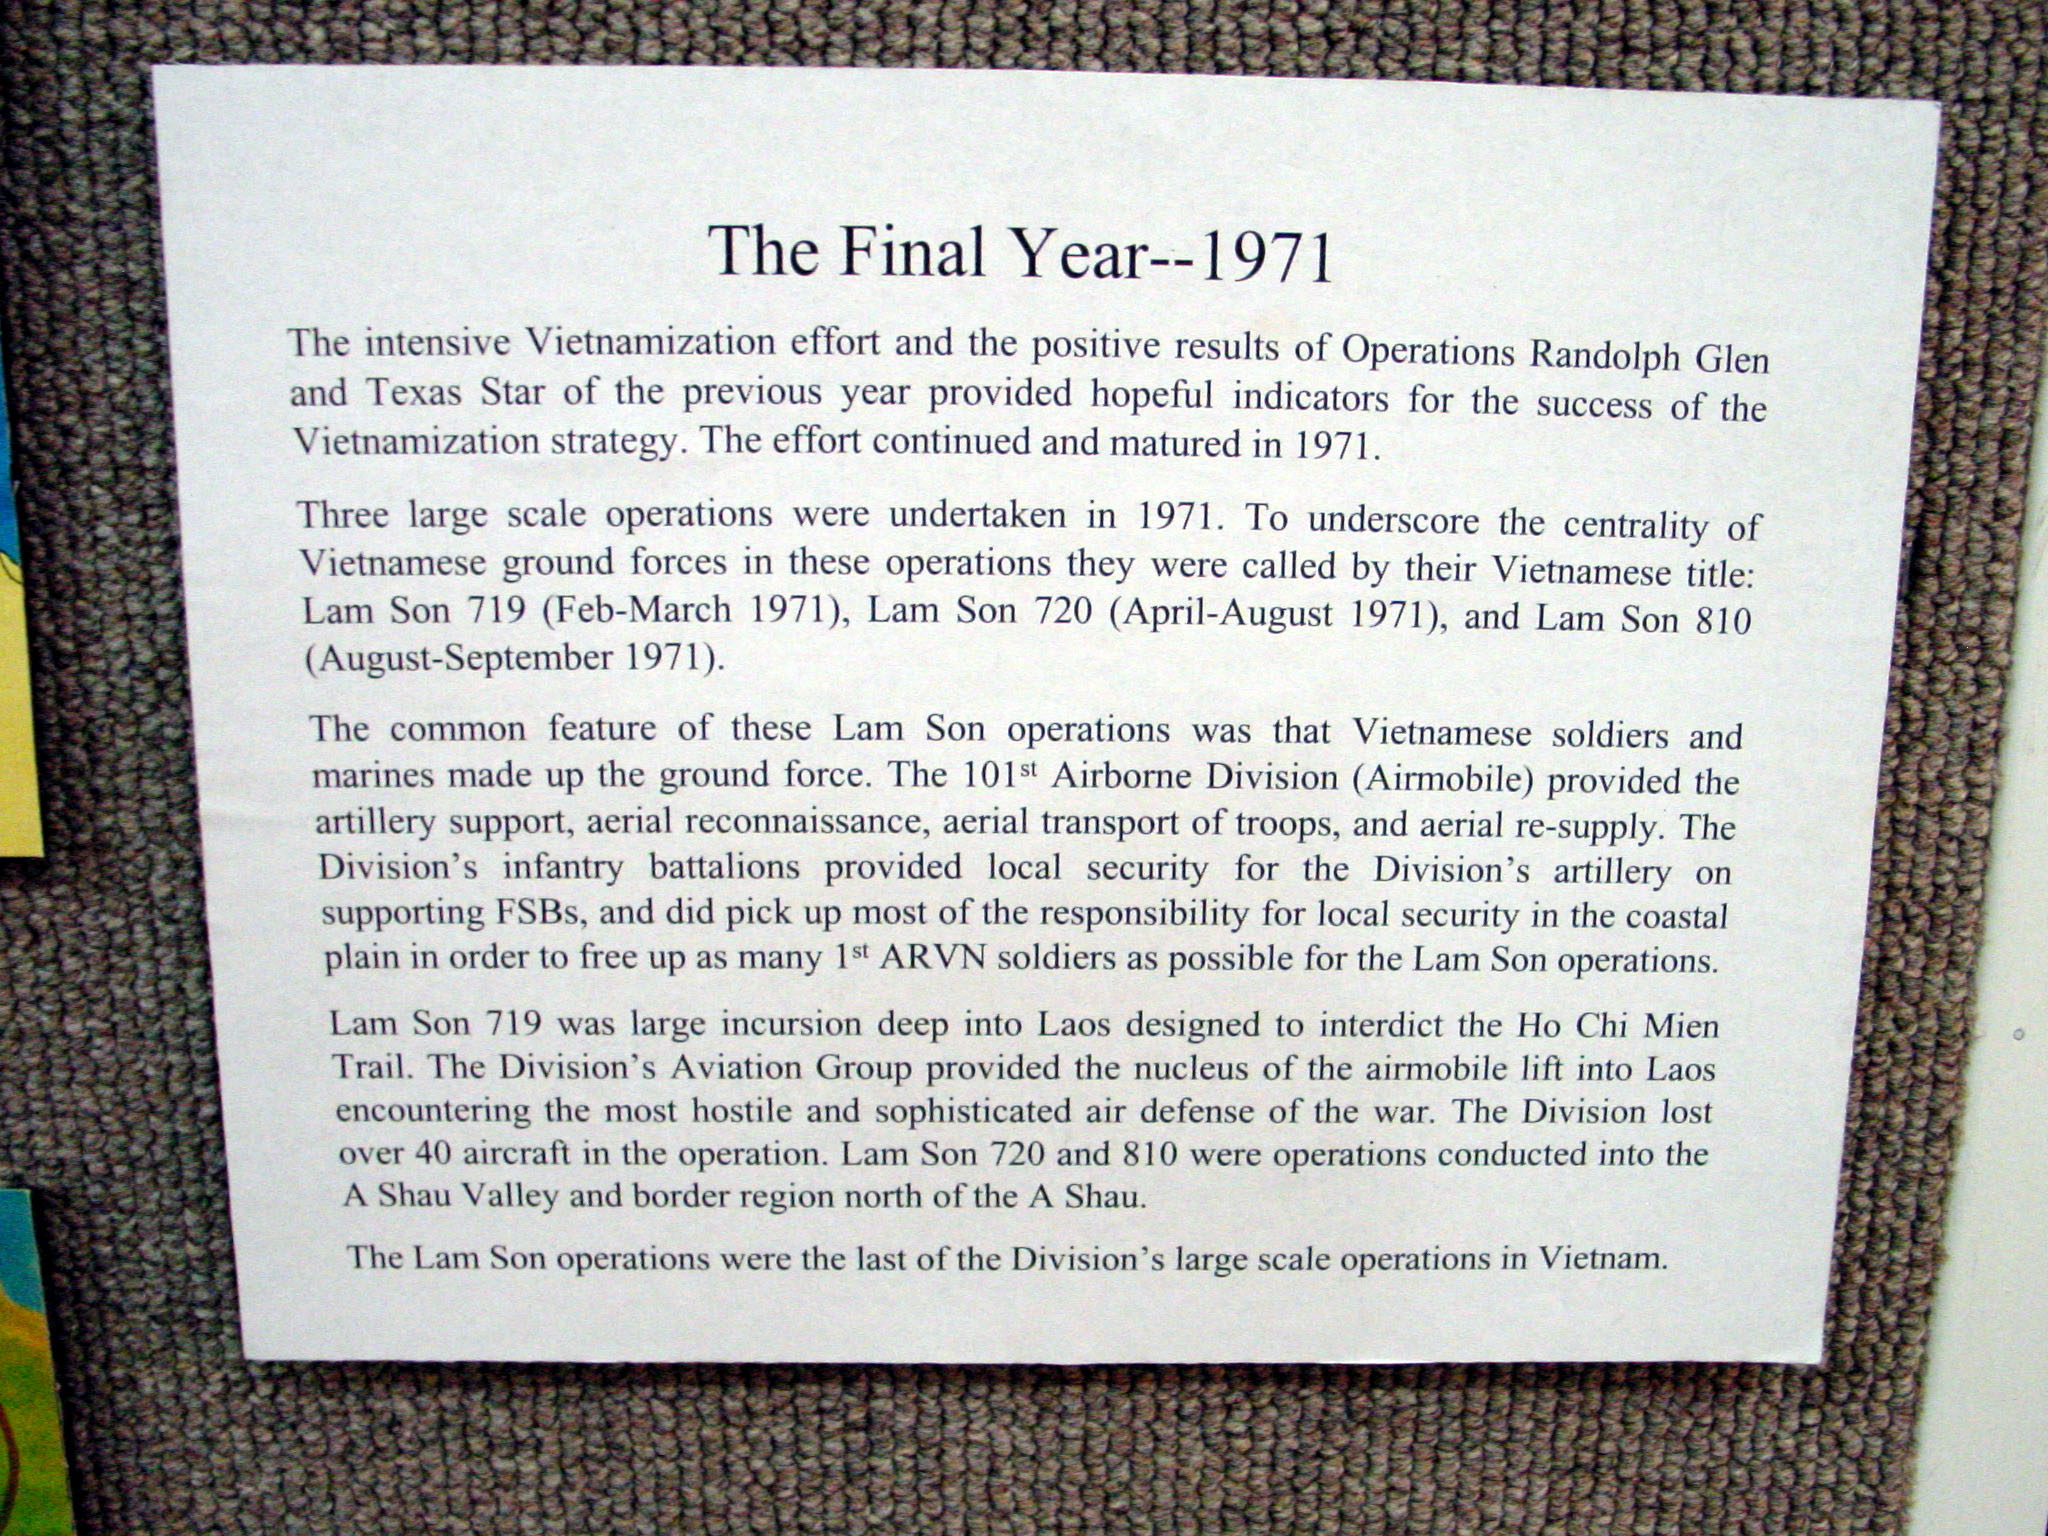 The Final Year--1971
The intensive Vietnamization effort and the positive results of Operations Randolph Glen
and Texas Star of the previous year provided hopeful indicators for the success of the
Vietnamization strategy. The effort continued and matured in 1971.
Three large scale operations were undertaken in 1971. To underscore the centrality of
Vietnamese ground forces in these operations they were called by their Vietnamese title:
Lam Son 719 (Feb-March 1971), Lam Son 720 (April-August 1971), and Lam Son 810
(August-September 1971).
The common feature of these Lam Son operations was that Vietnamese soldiers and
marines made up the ground force. The 101st Airborne Division (Airmobile) provided the
artillery support, aerial reconnaissance, aerial transport of troops, and aerial re-supply. The
Division's infantry battalions provided local security for the Division's artillery on
supporting FSBs, and did pick up most of the responsibility for local security in the coastal
plain in order to free up as many 1st ARVN soldiers as possible for the Lam Son operations.
Lam Son 719 was large incursion deep into Laos designed to interdict the Ho Chi Mien
Trail. The Division's Aviation Group provided the nucleus of the airmobile lift into Laos
encountering the most hostile and sophisticated air defense of the war. The Division lost
over 40 aircraft in the operation. Lam Son 720 and 810 were operations conducted into the
A Shau Valley and border region north of the A Shau.
The Lam Son operations were the last of the Division's large scale operations in Vietnam.